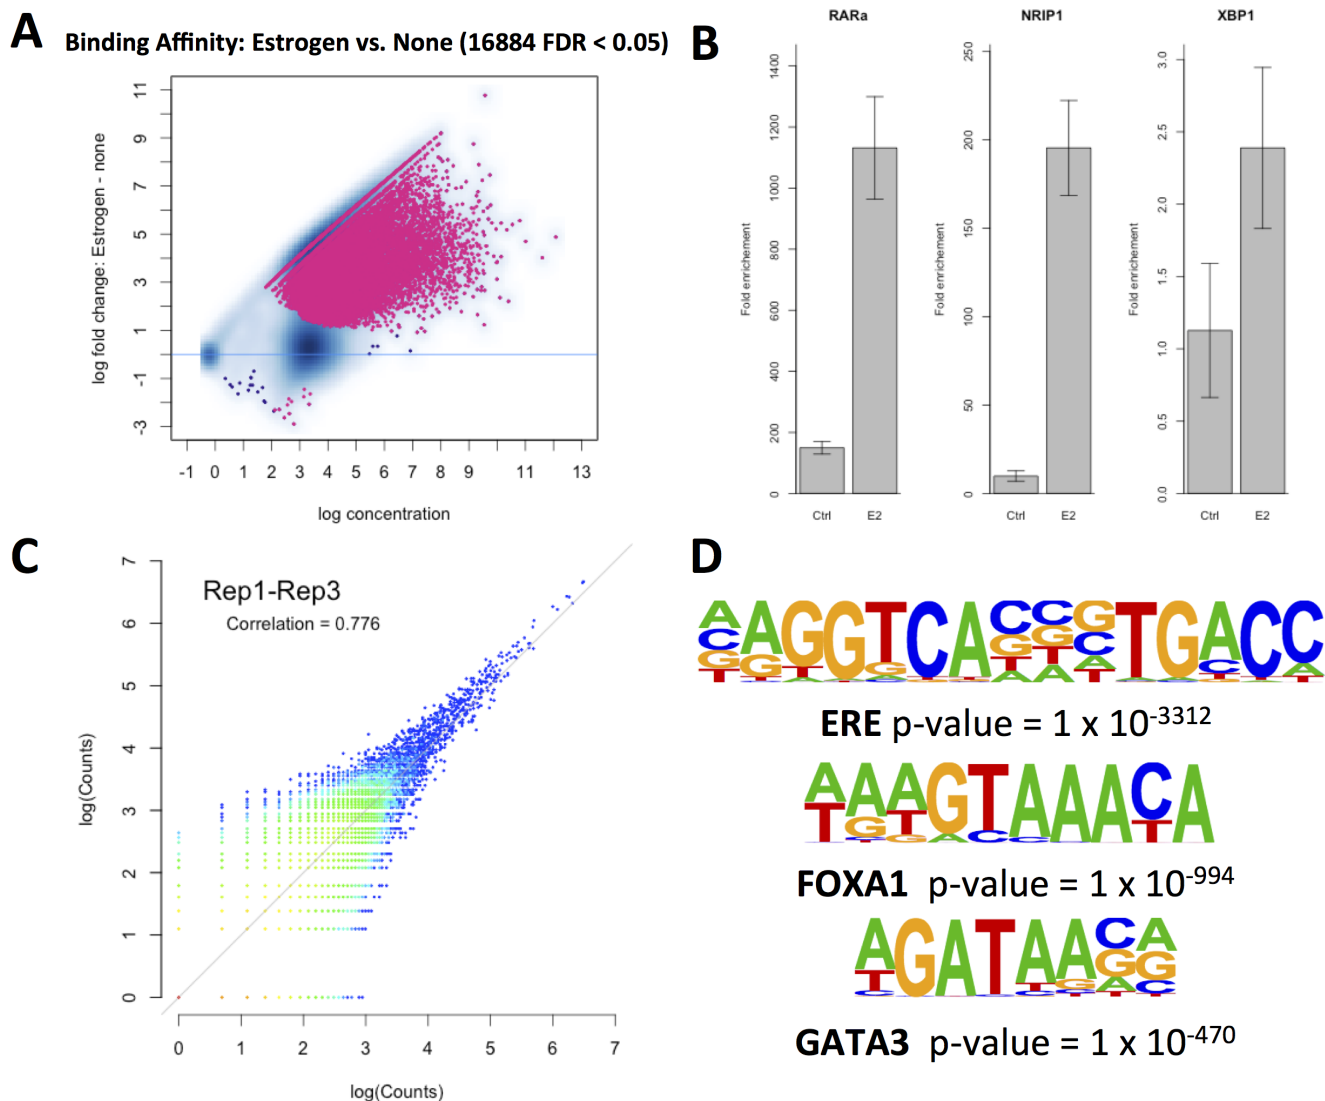 A
Binding Affinity: Estrogen vs. None (16884 FDR < 0.05)
log fold change: Estrogen - none
11
9
7
5
3
1
-1
-3
-1 0 1 2 3 4 5 6 7 8 9 11 13
log concentration
B
RARa
Fold enrichement
1400
1200
1000
800
600
400
200
0
Ctrl E2
NRIP1
Fold enrichement
250
200
150
100
50
0
Ctrl E2
XBP1
Fold enrichement
3.0
2.5
2.0
1.5
1.0
0.5
0.0
Ctrl E2
C
Rep1-Rep3
Correlation = 0.776
log(Counts)
7
6
5
4
3
2
1
0
0 1 2 3 4 5 6 7
log(Counts)
D
AAGGTCACCGTGACC
ERE p-value = 1 x 10-3312
AAAGTAAACA
FOXA1 p-value = 1 x 10-994
AGATAACA
GATA3 p-value = 1 x 10-470